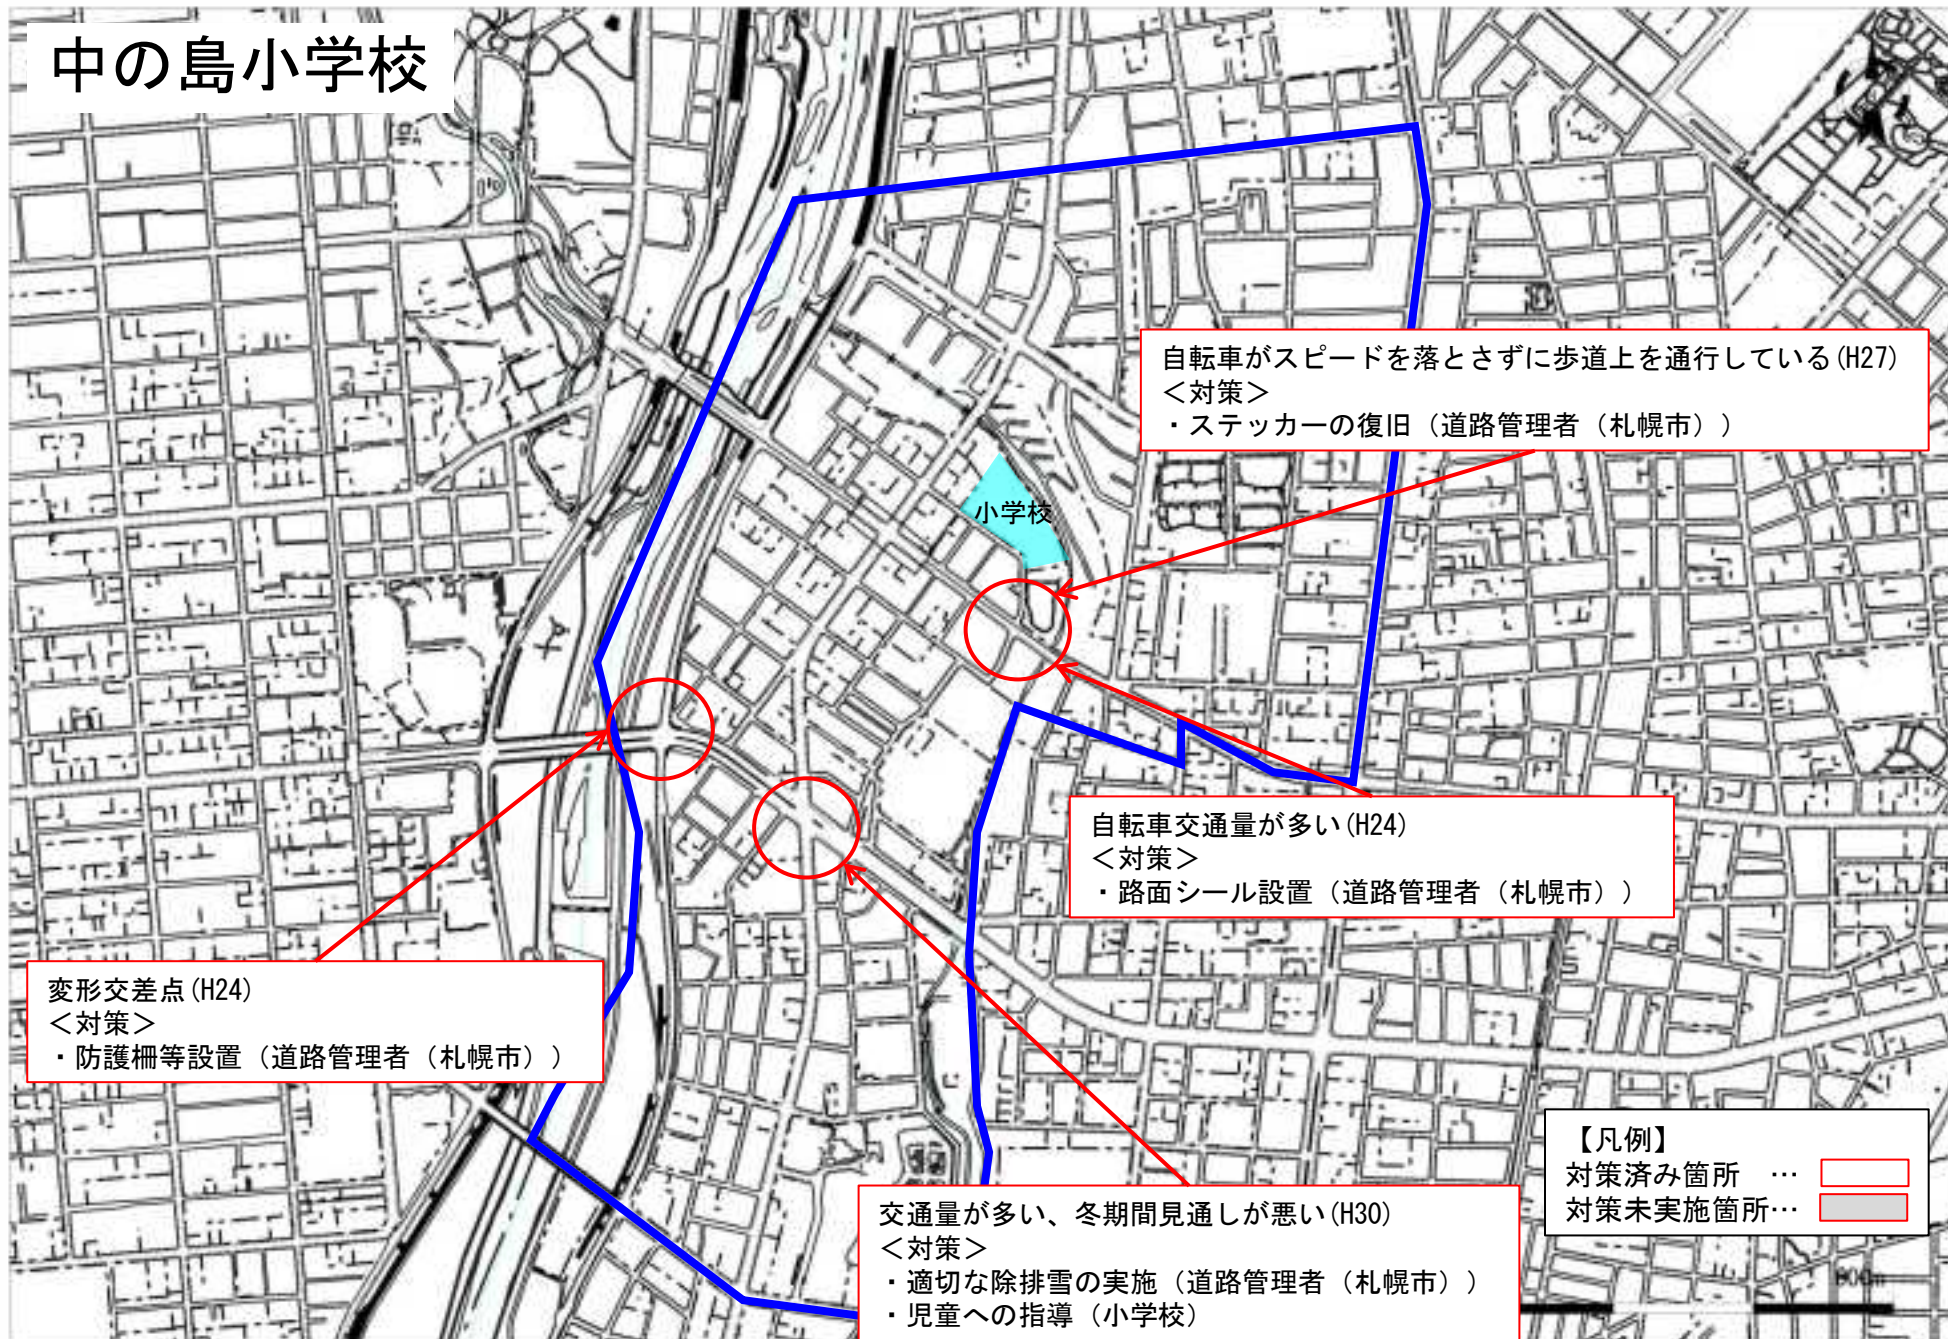 中の島小学校
自転車がスピードを落とさずに歩道上を通行している(H27)
＜対策＞
・ステッカーの復旧（道路管理者（札幌市））
小学校
自転車交通量が多い(H24)
＜対策＞
・路面シール設置（道路管理者（札幌市））
変形交差点(H24)
＜対策＞
・防護柵等設置（道路管理者（札幌市））
交通量が多い、冬期間見通しが悪い(H30)
＜対策＞
・適切な除排雪の実施（道路管理者（札幌市））
・児童への指導（小学校）
【凡例】
対策済み箇所　…
対策未実施箇所…